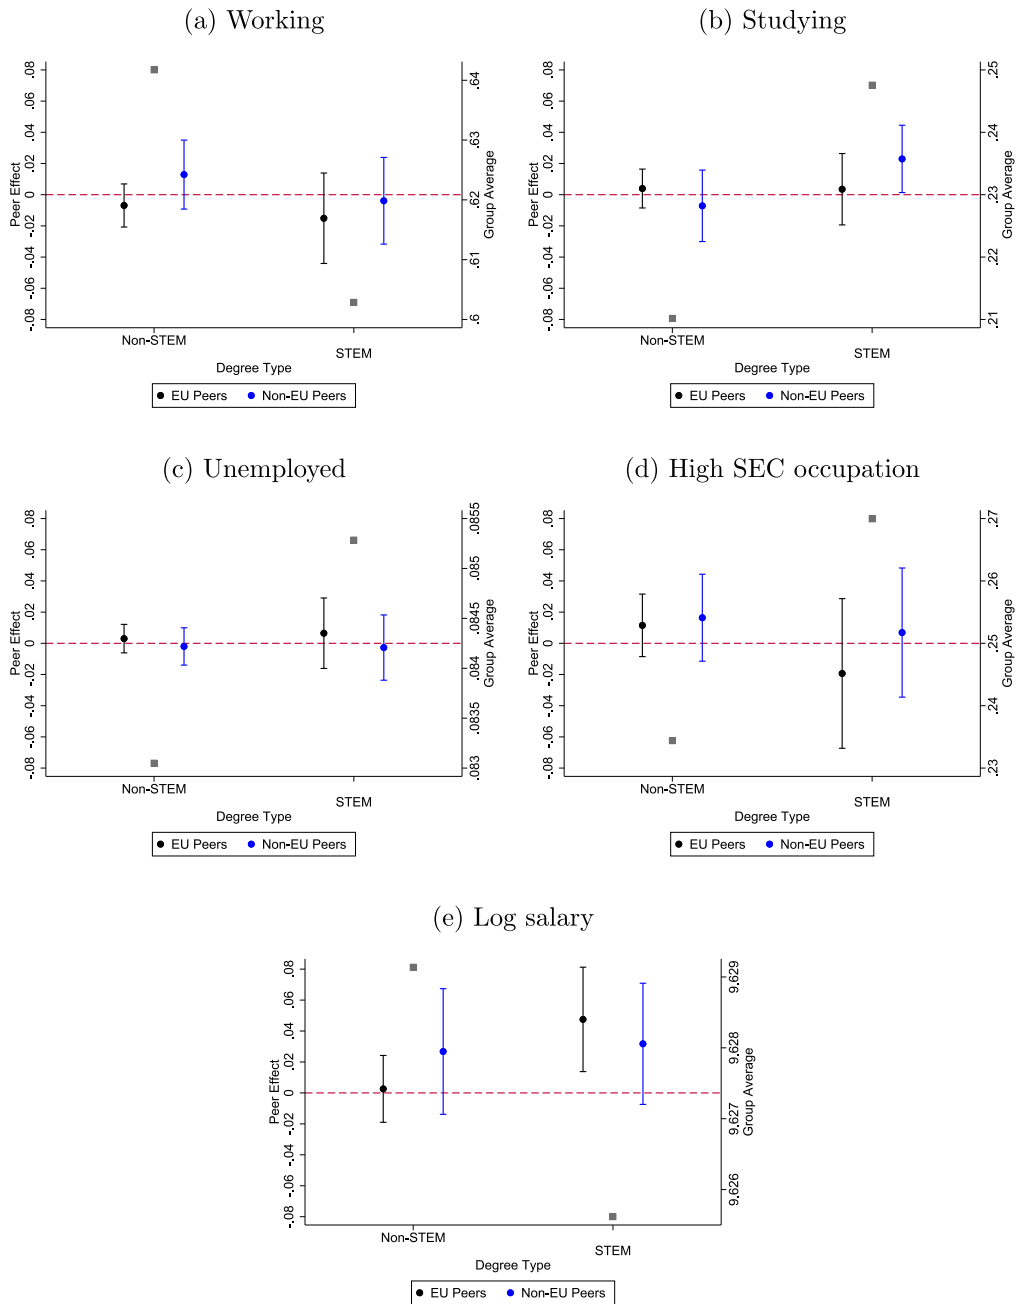 (a) Working
.08
.06
.04
.02
0
-.02
-.04
-.06
-.08
Peer Effect
.64
.63
.62
.61
.6
Group Average
Non-STEM
STEM
Degree Type
EU Peers
Non-EU Peers
(b) Studying
.08
.06
.04
.02
0
-.02
-.04
-.06
-.08
Peer Effect
.25
.24
.23
.22
.21
Group Average
Non-STEM
STEM
Degree Type
EU Peers
Non-EU Peers
(c) Unemployed
.08
.06
.04
.02
0
-.02
-.04
-.06
-.08
Peer Effect
.0855
.085
.0845
.084
.0835
.083
Group Average
Non-STEM
STEM
Degree Type
EU Peers
Non-EU Peers
(d) High SEC occupation
.08
.06
.04
.02
0
-.02
-.04
-.06
-.08
Peer Effect
.27
.26
.25
.24
.23
Group Average
Non-STEM
STEM
Degree Type
EU Peers
Non-EU Peers
(e) Log salary
.08
.06
.04
.02
0
-.02
-.04
-.06
-.08
Peer Effect
9.629
9.628
9.627
9.626
Group Average
Non-STEM
STEM
Degree Type
EU Peers
Non-EU Peers